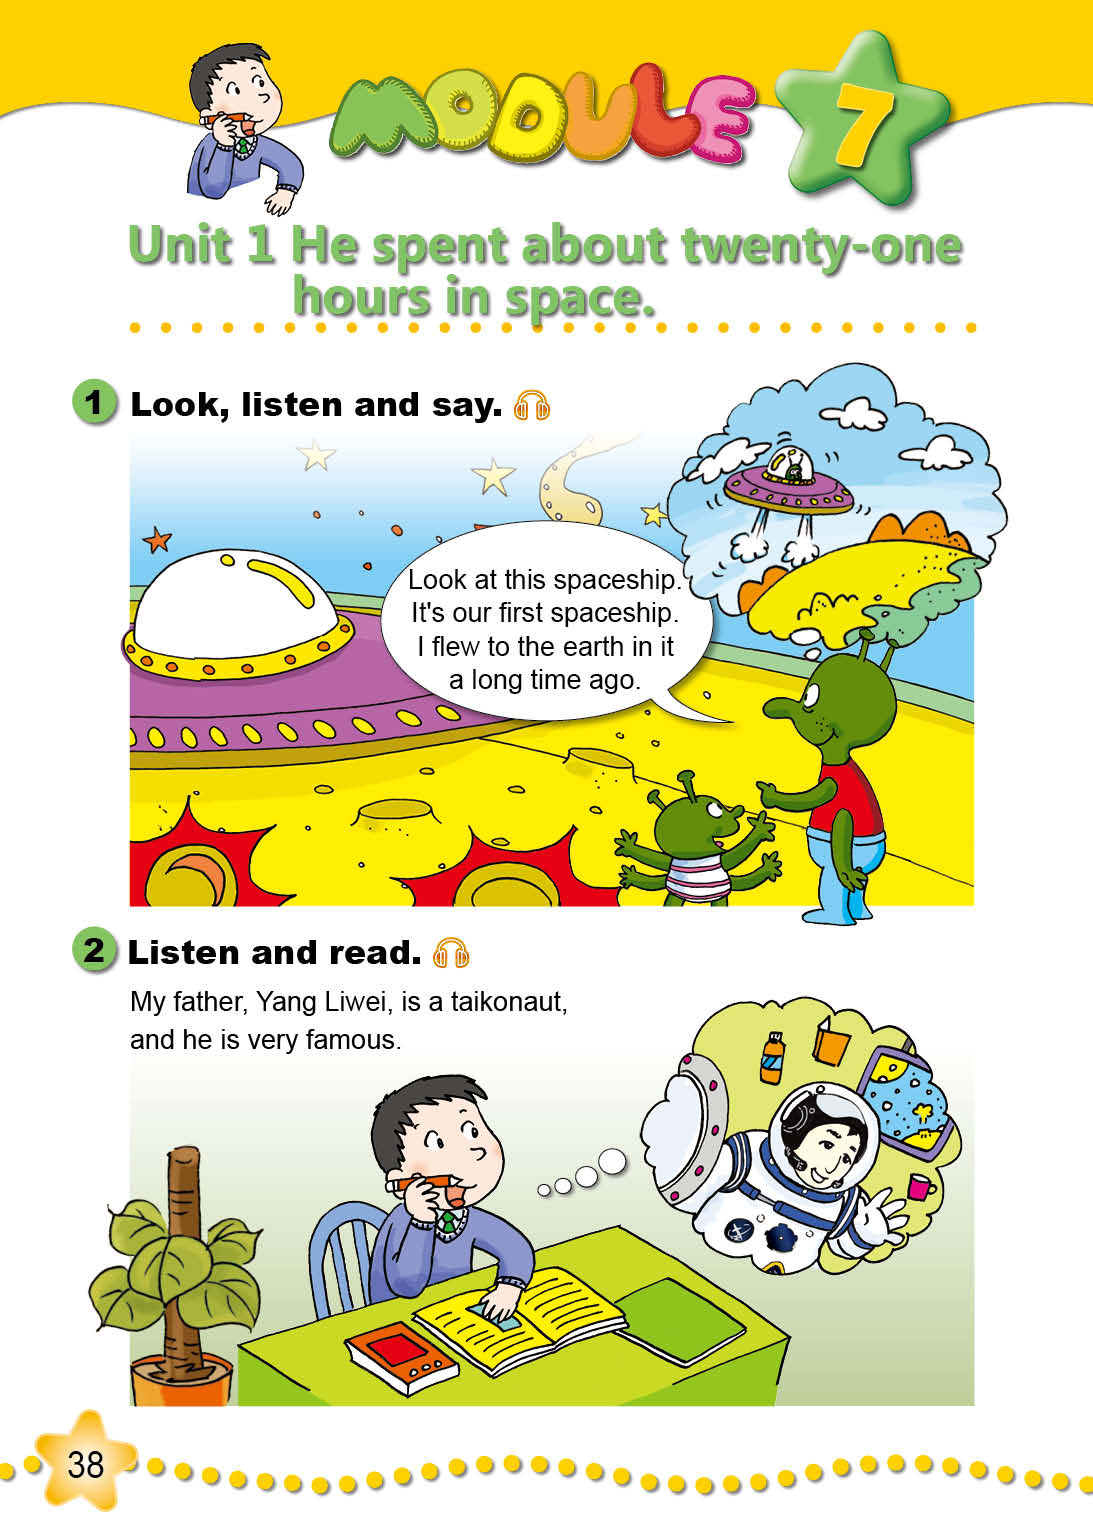 MODULE 7
Unit 1 He spent about twenty-one
hours in space.
1 Look, listen and say.
Look at this spaceship.
It's our first spaceship.
I flew to the earth in it
a long time ago.
2 Listen and read.
My father, Yang Liwei, is a taikonaut,
and he is very famous.
38